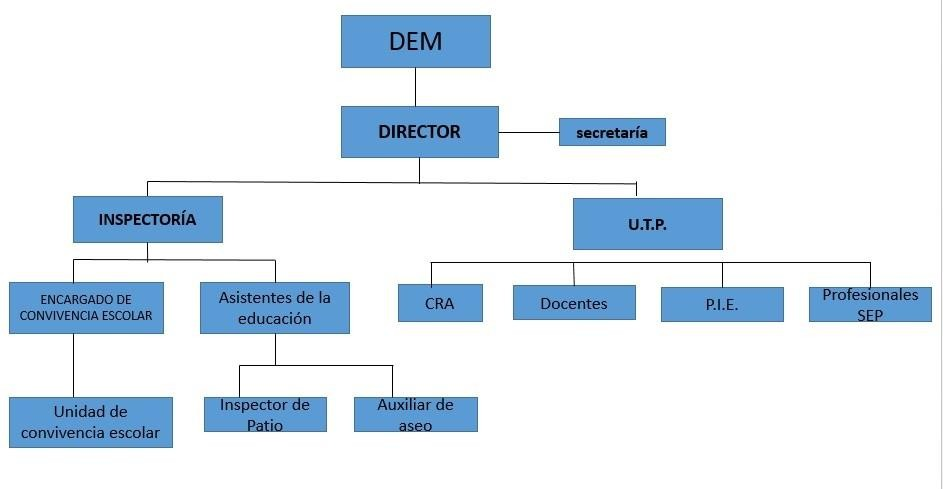 DEM
DIRECTOR
secretaría
INSPECTORÍA
U.T.P.
ENCARGADO DE
CONVIVENCIA ESCOLAR
Asistentes de la
educación
CRA
Docentes
P.I.E.
Profesionales
SEP
Unidad de
convivencia escolar
Inspector de
Patio
Auxiliar de
aseo